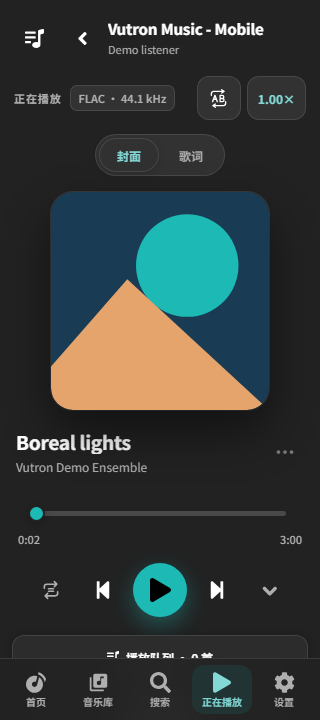 Vutron Music - Mobile
Demo listener
正在播放
FLAC • 44.1 kHz
AB
1.00×
封面
歌词
Boreal lights
Vutron Demo Ensemble
0:02
3:00
首页
音乐库
搜索
正在播放
设置